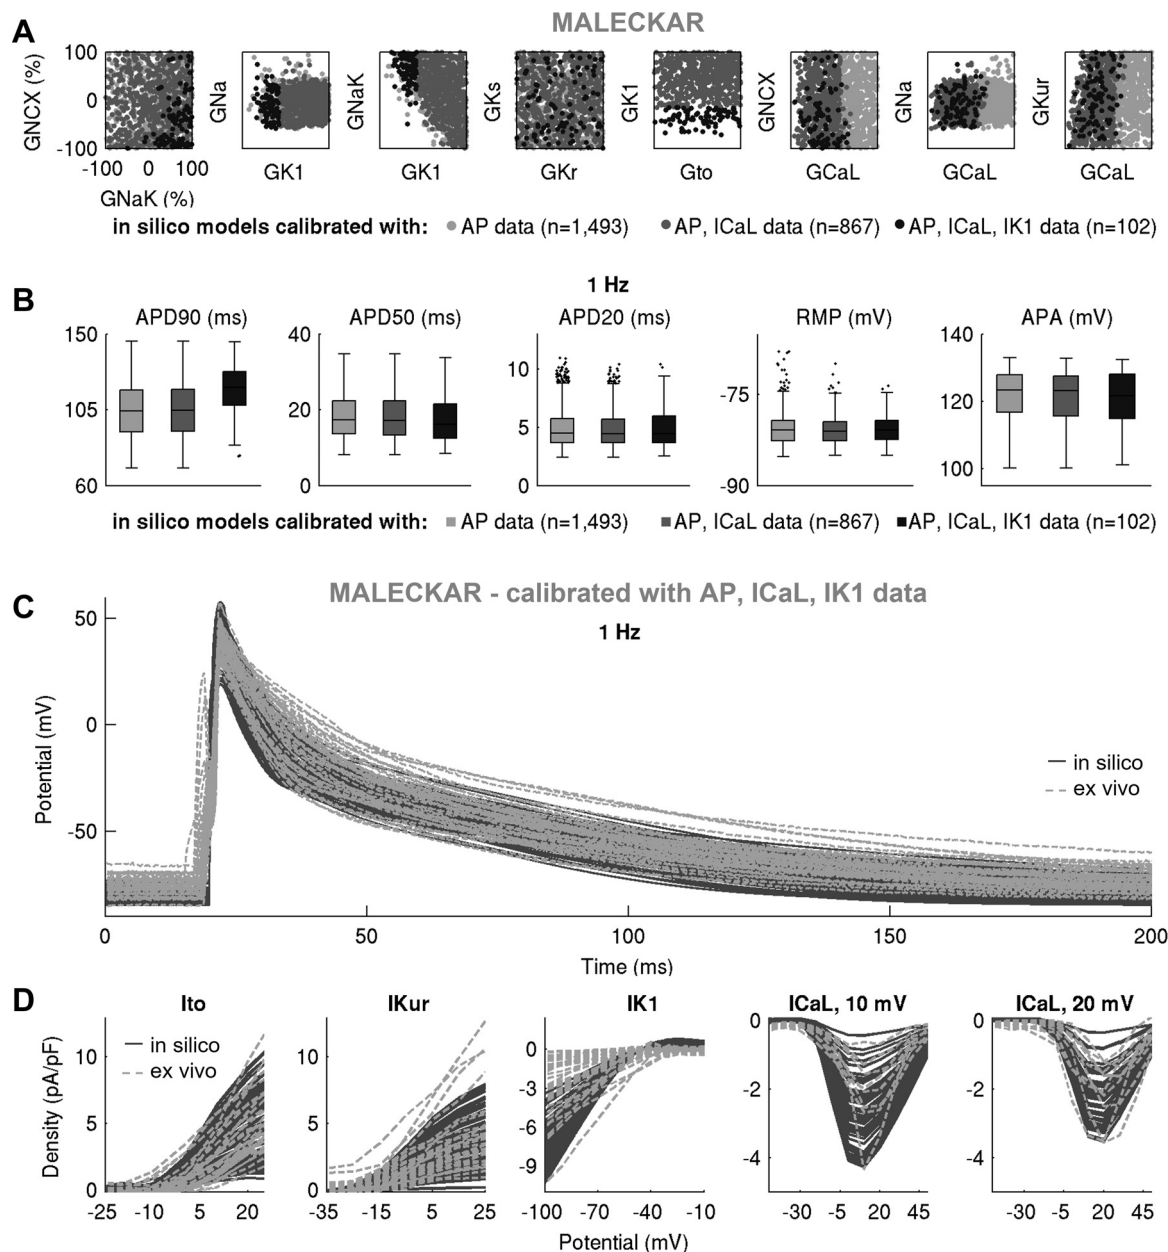 A
MALECKAR
GNCX (%)
100
0
-100
-100 0 100
GNaK (%)
GNa
GK1
GNaK
GK1
GKs
GKr
GK1
Gto
GNCX
GCaL
GNa
GCaL
GKur
GCaL
in silico models calibrated with: AP data (n=1,493) AP, ICaL data (n=867) AP, ICaL, IK1 data (n=102)
B
1 Hz
APD90 (ms)
150
105
60
APD50 (ms)
40
20
0
APD20 (ms)
10
5
0
RMP (mV)
-75
-90
APA (mV)
140
120
100
in silico models calibrated with: AP data (n=1,493) AP, ICaL data (n=867) AP, ICaL, IK1 data (n=102)
C
MALECKAR - calibrated with AP, ICaL, IK1 data
1 Hz
Potential (mV)
50
0
-50
in silico
ex vivo
0 50 100 150 200
Time (ms)
D
Density (pA/pF)
Ito
in silico
ex vivo
10
5
0
-25 -10 5 25
IKur
10
5
0
-35 -15 5 25
IK1
0
-3
-6
-9
-100 -70 -40 -10
ICaL, 10 mV
0
-2
-4
-30 -5 20 45
ICaL, 20 mV
0
-2
-4
-30 -5 20 45
Potential (mV)